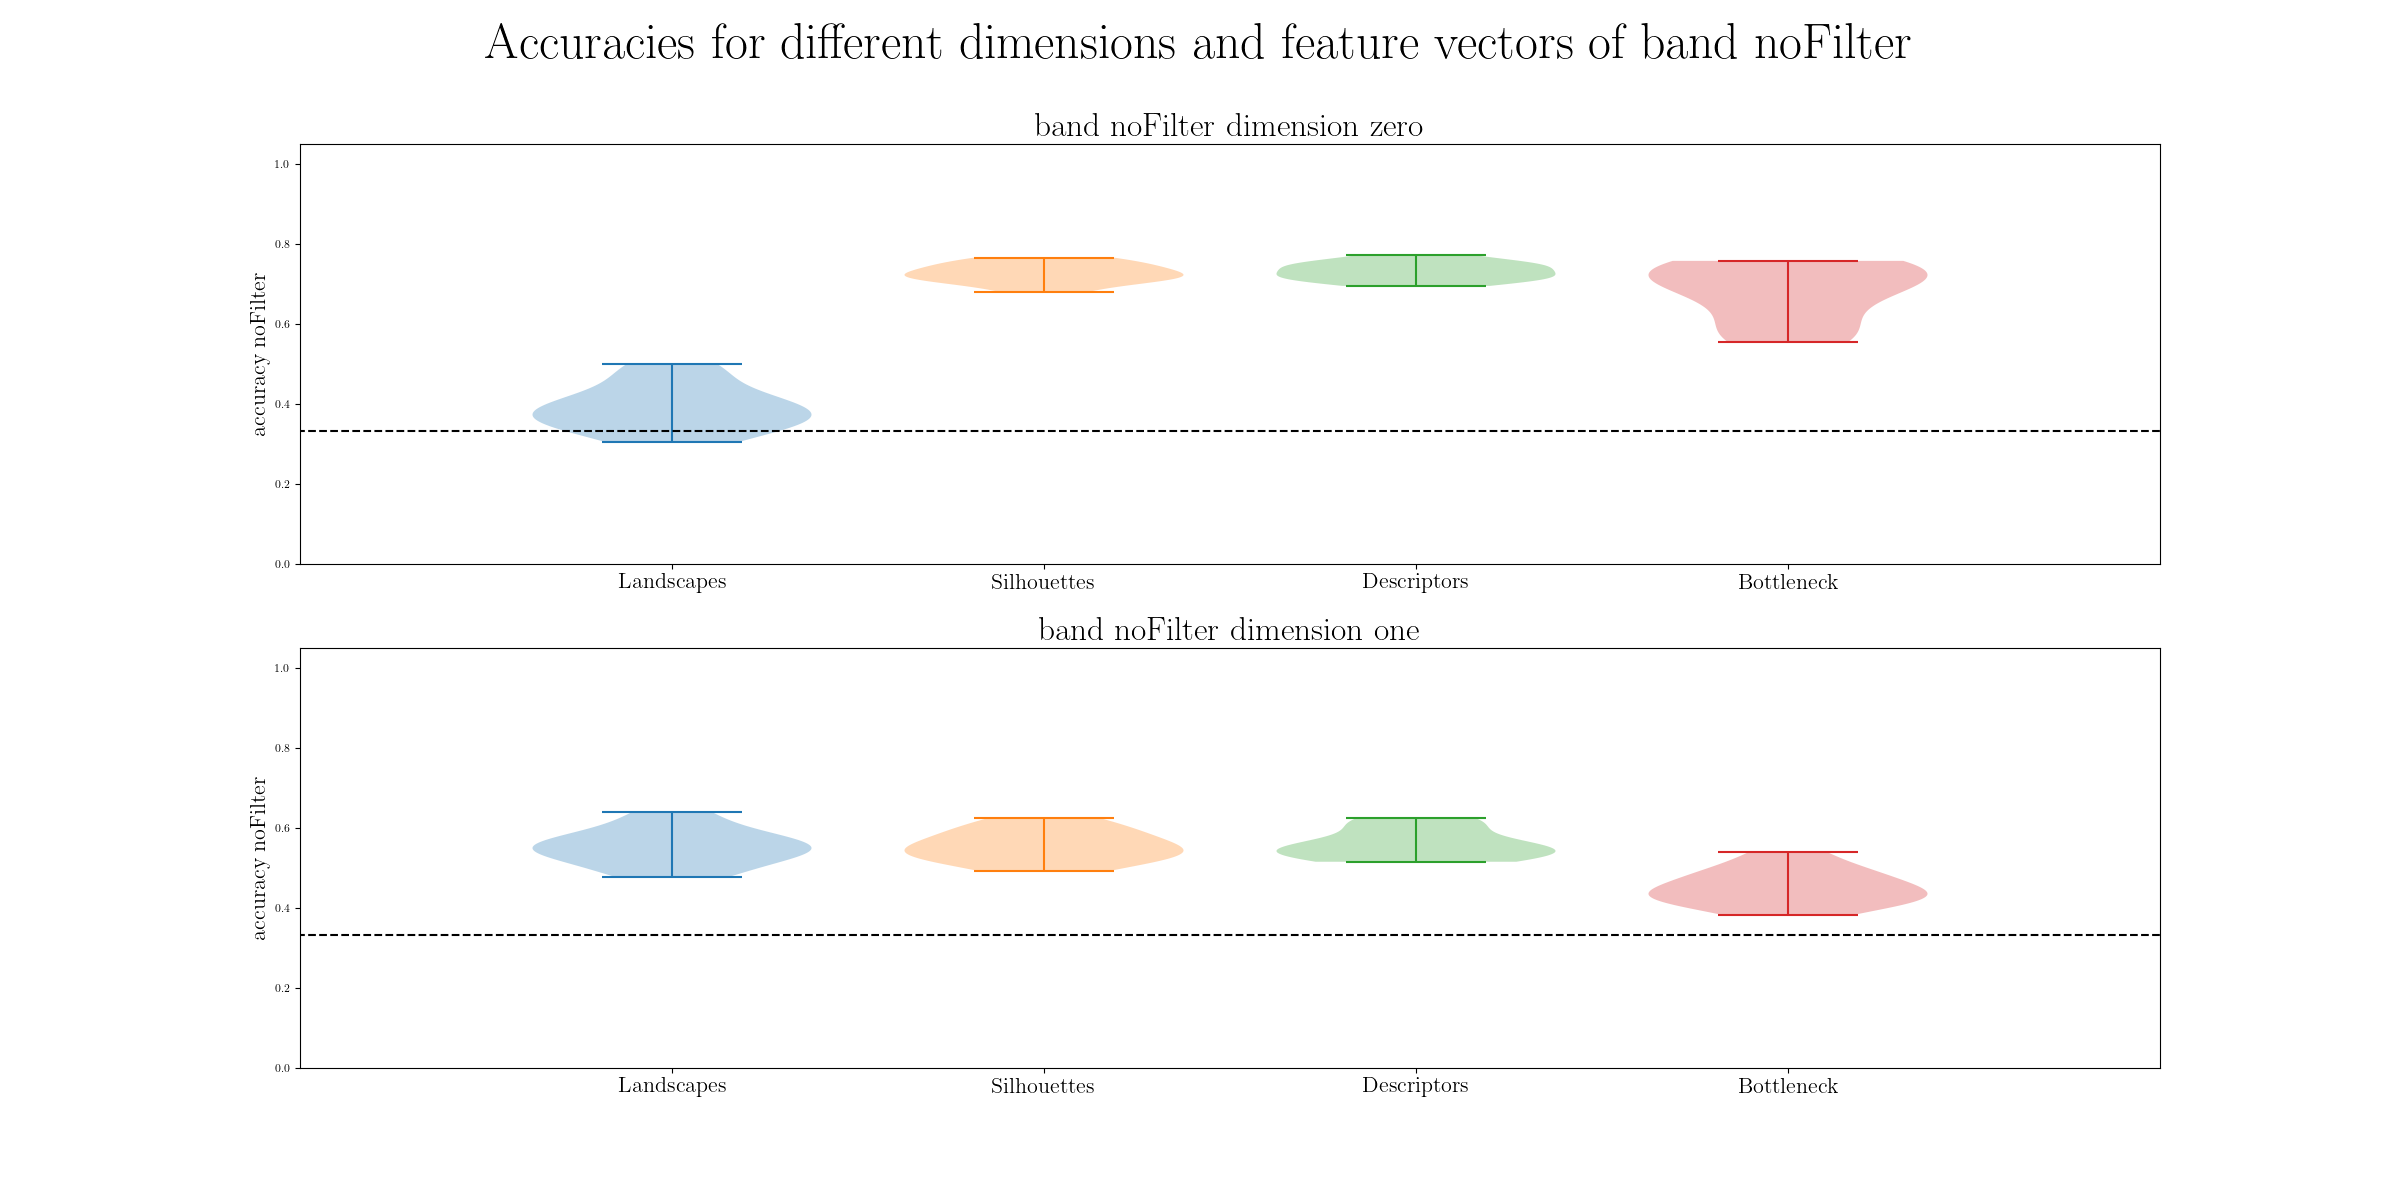 Accuracies for different dimensions and feature vectors of band noFilter
band noFilter dimension zero
accuracy noFilter
1.0
0.8
0.6
0.4
0.2
0.0
Landscapes Silhouettes Descriptors Bottleneck
band noFilter dimension one
accuracy noFilter
1.0
0.8
0.6
0.4
0.2
0.0
Landscapes Silhouettes Descriptors Bottleneck